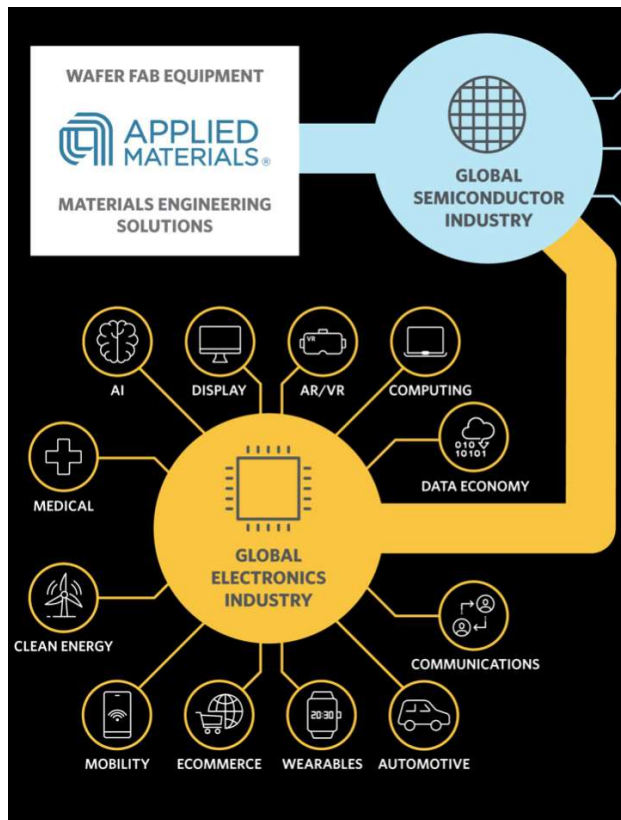 WAFER FAB EQUIPMENT
APPLIED
MATERIALS®
MATERIALS ENGINEERING
SOLUTIONS
GLOBAL
SEMICONDUCTOR
INDUSTRY
VR
AI
DISPLAY
AR/VR
COMPUTING
010
10101
DATA ECONOMY
MEDICAL
GLOBAL
ELECTRONICS
INDUSTRY
CLEAN ENERGY
COMMUNICATIONS
20:30
MOBILITY
ECOMMERCE
WEARABLES
AUTOMOTIVE